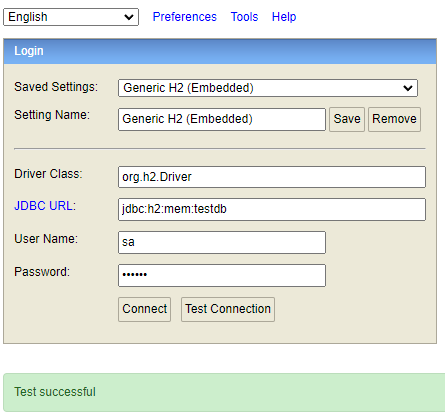 English Preferences Tools Help
Login
Saved Settings: Generic H2 (Embedded)
Setting Name: Generic H2 (Embedded) Save Remove
Driver Class: org.h2.Driver
JDBC URL: jdbc:h2:mem:testdb
User Name: sa
Password: ••••••
Connect Test Connection
Test successful